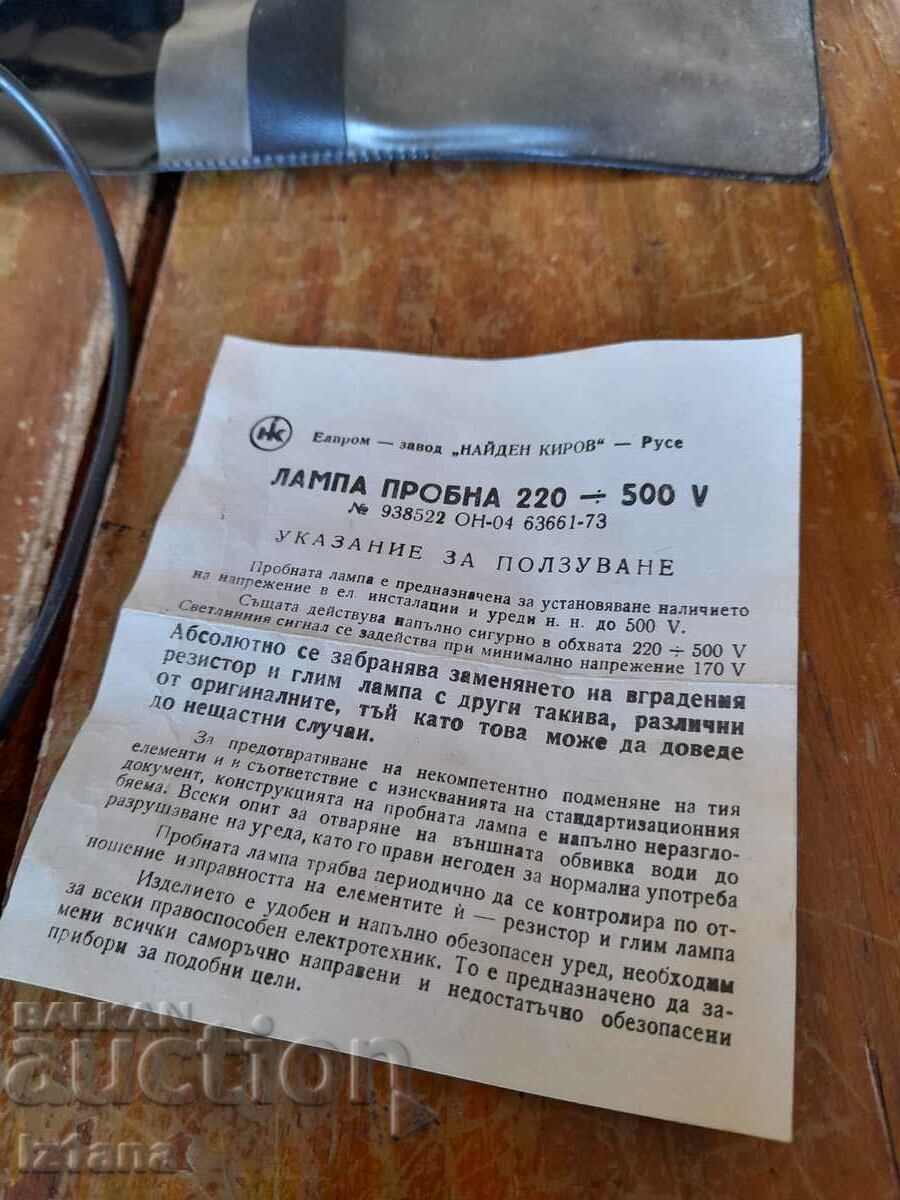 НК Елпром — завод „НАЙДЕН КИРОВ" — Русе
ЛАМПА ПРОБНА 220 ÷ 500 V
№ 938522 ОН-04 63661-73
УКАЗАНИЕ ЗА ПОЛЗУВАНЕ
Пробната лампа е предназначена за установяване наличието
на напрежение в ел. инсталации и уреди н. н. до 500 V.
Същата действува напълно сигурно в обхвата 220 ÷ 500 V
Светлинния сигнал се задейства при минимално напрежение 170 V
Абсолютно се забранява заменянето на вградения
резистор и глим лампа с други такива, различни
от оригиналните, тъй като това може да доведе
до нещастни случаи.
За предотвратяване на некомпетентно подменяне на тия
елементи и в съответствие с изискванията на стандартизационния
документ, конструкцията на пробната лампа е напълно неразгло-
бяема. Всеки опит за отваряне на външната обвивка води до
разрушаване на уреда, като го прави негоден за нормална употреба
Пробната лампа трябва периодично да се контролира по от-
ношение изправността на елементите ѝ — резистор и глим лампа
Изделието е удобен и напълно обезопасен уред, необходим
за всеки правоспособен електротехник. То е предназначено да за-
мени всички саморъчно направени и недостатъчно обезопасени
прибори за подобни цели.
BALKAN
auction
Iztana